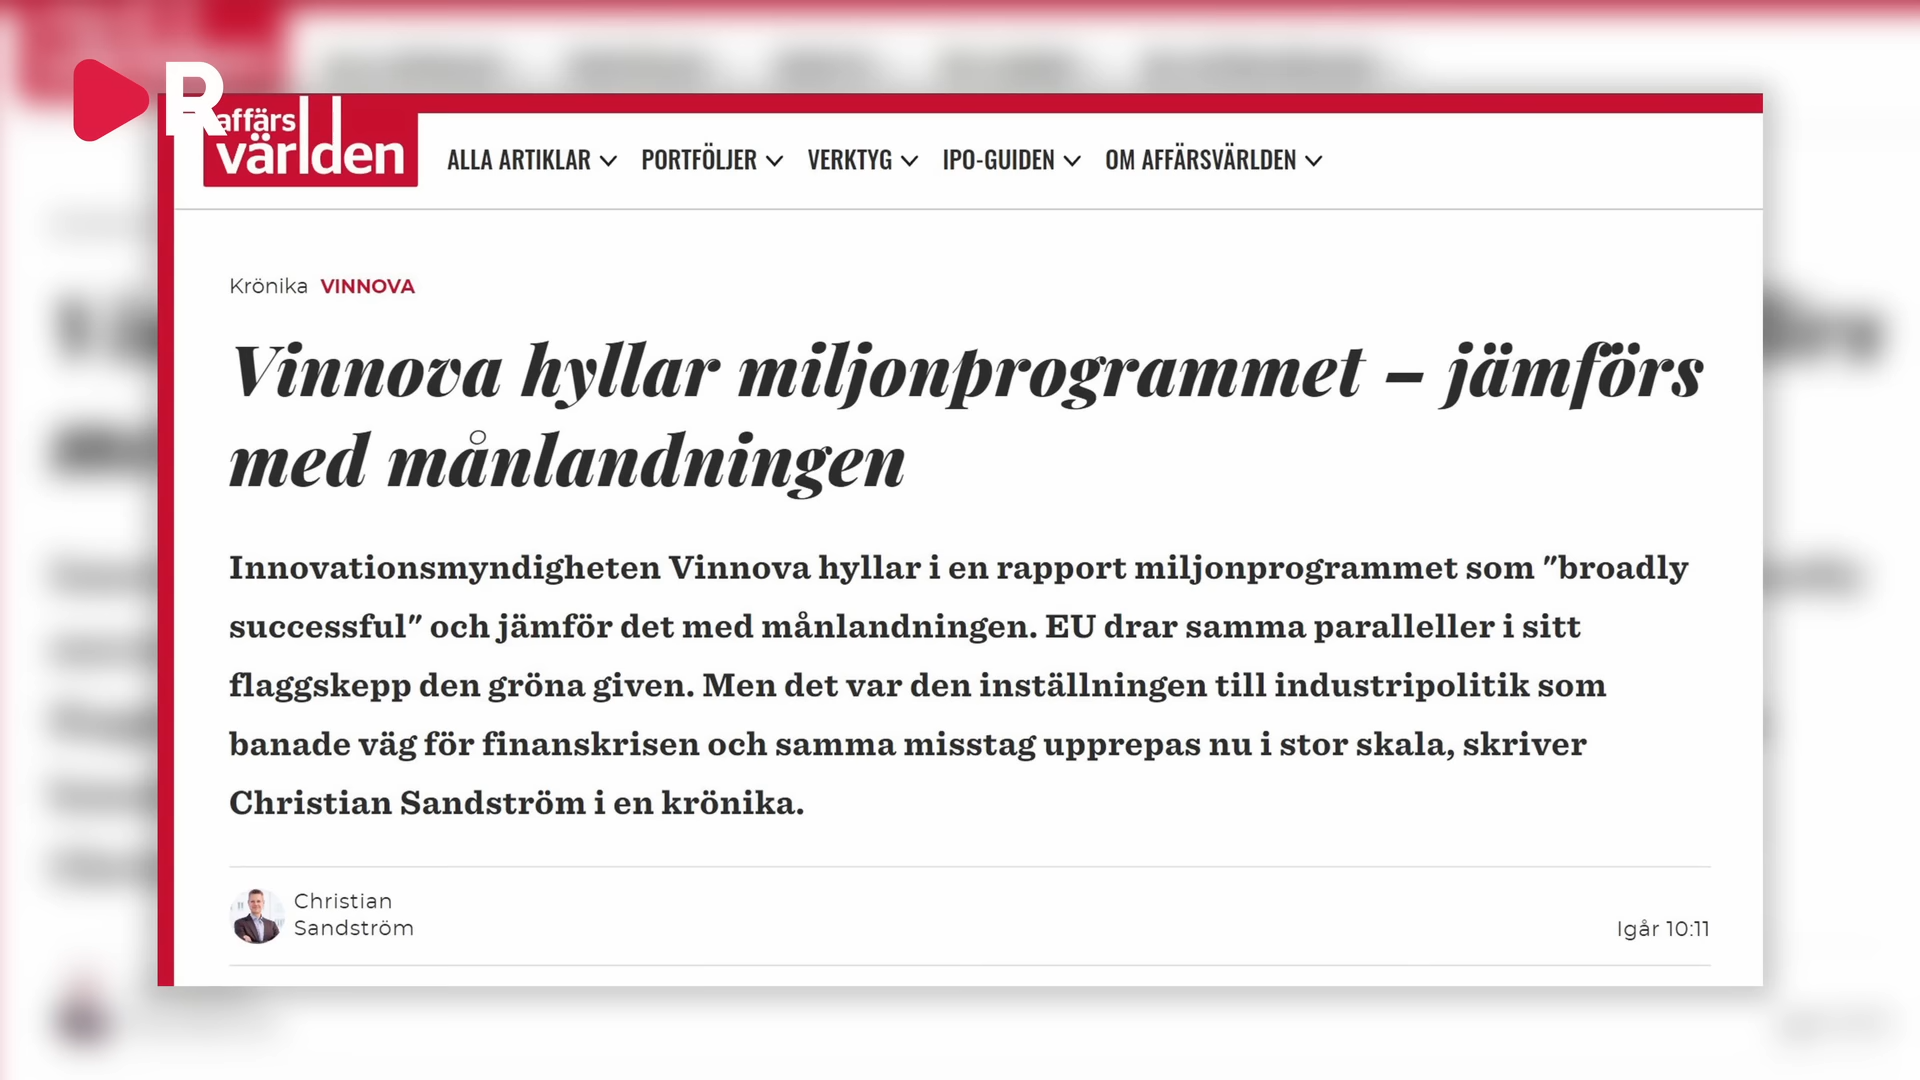 R
affärs
världen
ALLA ARTIKLAR PORTFÖLJER VERKTYG IPO-GUIDEN OM AFFÄRSVÄRLDEN
Krönika VINNOVA
Vinnova hyllar miljonprogrammet – jämförs
med månlandningen
Innovationsmyndigheten Vinnova hyllar i en rapport miljonprogrammet som "broadly
successful" och jämför det med månlandningen. EU drar samma paralleller i sitt
flaggskepp den gröna given. Men det var den inställningen till industripolitik som
banade väg för finanskrisen och samma misstag upprepas nu i stor skala, skriver
Christian Sandström i en krönika.
Christian
Sandström
Igår 10:11